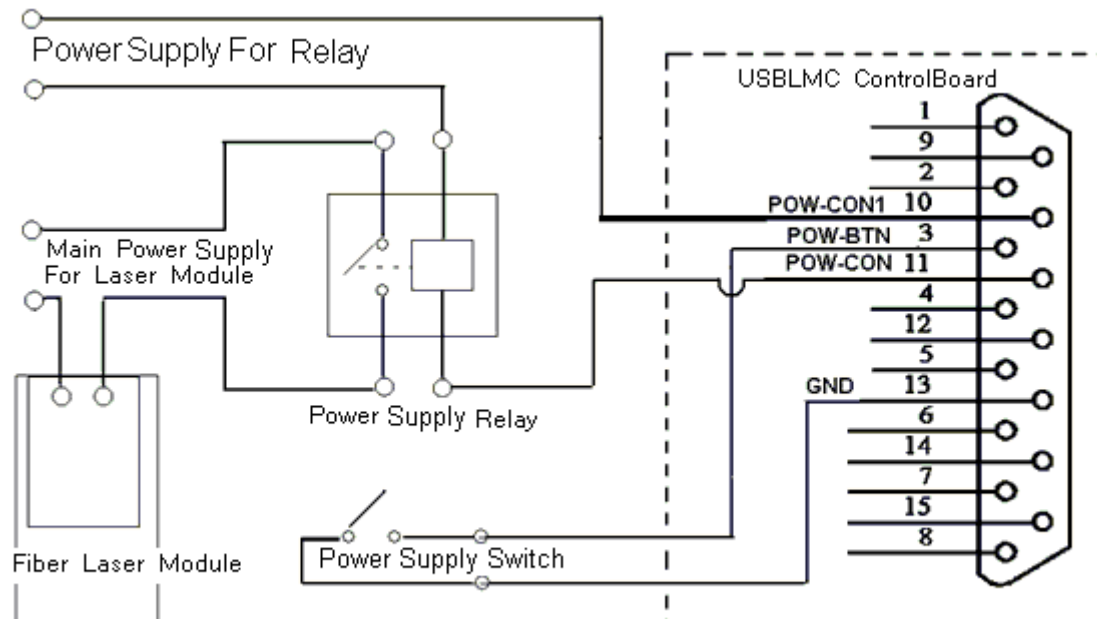 Power Supply For Relay
USBLMC ControlBoard
1
9
2
POW-CON1 10
POW-BTN 3
POW-CON 11
4
12
5
GND 13
6
14
7
15
8
Main Power Supply
For Laser Module
Power Supply Relay
Power Supply Switch
Fiber Laser Module